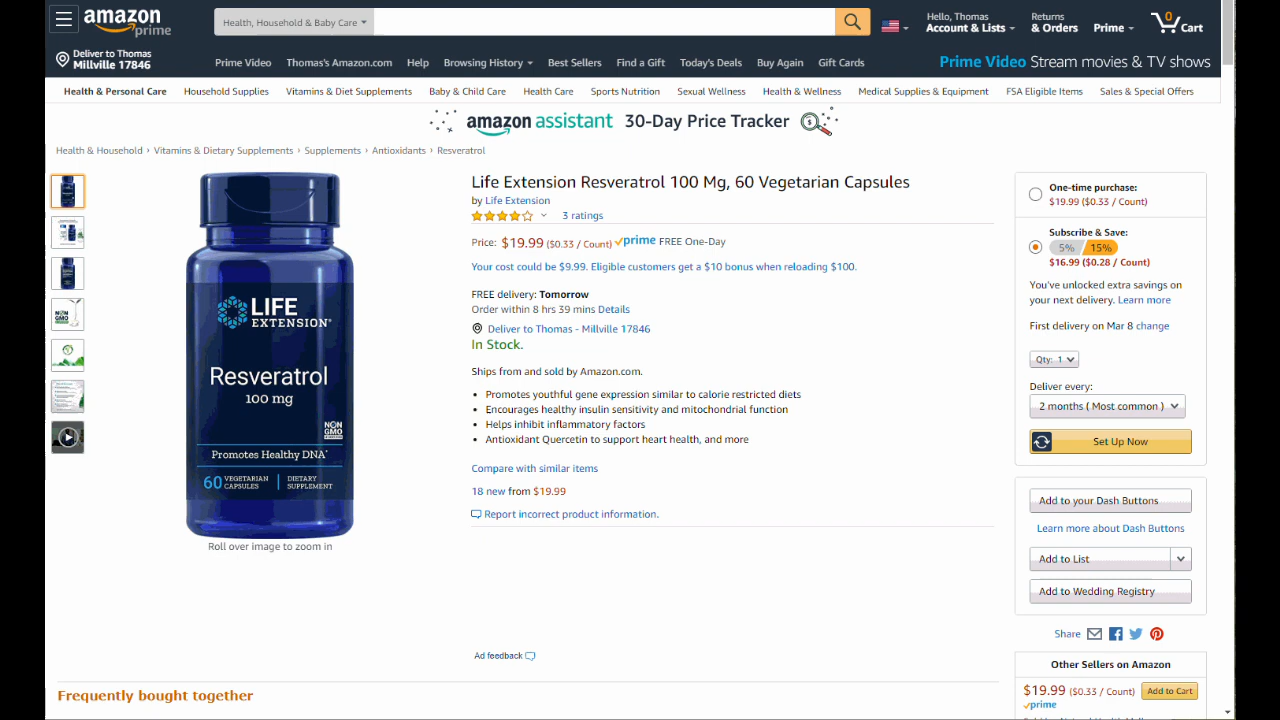 amazon
prime
Health, Household & Baby Care
Hello, Thomas
Account & Lists
Returns
& Orders
Prime
0
Cart
Deliver to Thomas
Millville 17846
Prime Video
Thomas's Amazon.com
Help
Browsing History
Best Sellers
Find a Gift
Today's Deals
Buy Again
Gift Cards
Prime Video Stream movies & TV shows
Health & Personal Care
Household Supplies
Vitamins & Diet Supplements
Baby & Child Care
Health Care
Sports Nutrition
Sexual Wellness
Health & Wellness
Medical Supplies & Equipment
FSA Eligible Items
Sales & Special Offers
amazon assistant 30-Day Price Tracker
Health & Household › Vitamins & Dietary Supplements › Supplements › Antioxidants › Resveratrol
LIFE
EXTENSION®
Resveratrol
100 mg
NON
GMO
Promotes Healthy DNA*
60 VEGETARIAN CAPSULES | DIETARY SUPPLEMENT
Roll over image to zoom in
Life Extension Resveratrol 100 Mg, 60 Vegetarian Capsules
by Life Extension
3 ratings
Price: $19.99 ($0.33 / Count) prime FREE One-Day
Your cost could be $9.99. Eligible customers get a $10 bonus when reloading $100.
FREE delivery: Tomorrow
Order within 8 hrs 39 mins Details
Deliver to Thomas - Millville 17846
In Stock.
Ships from and sold by Amazon.com.
• Promotes youthful gene expression similar to calorie restricted diets
• Encourages healthy insulin sensitivity and mitochondrial function
• Helps inhibit inflammatory factors
• Antioxidant Quercetin to support heart health, and more
Compare with similar items
18 new from $19.99
Report incorrect product information.
Ad feedback
Frequently bought together
One-time purchase:
$19.99 ($0.33 / Count)
Subscribe & Save:
5% 15%
$16.99 ($0.28 / Count)
You've unlocked extra savings on
your next delivery. Learn more
First delivery on Mar 8 change
Qty: 1
Deliver every:
2 months ( Most common )
Set Up Now
Add to your Dash Buttons
Learn more about Dash Buttons
Add to List
Add to Wedding Registry
Share
Other Sellers on Amazon
$19.99 ($0.33 / Count)
Add to Cart
prime